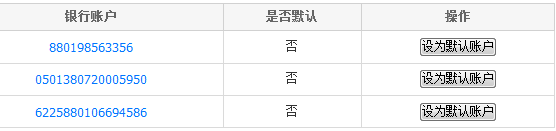 银行账户 是否默认 操作
880198563356 否 设为默认账户
0501380720005950 否 设为默认账户
6225880106694586 否 设为默认账户